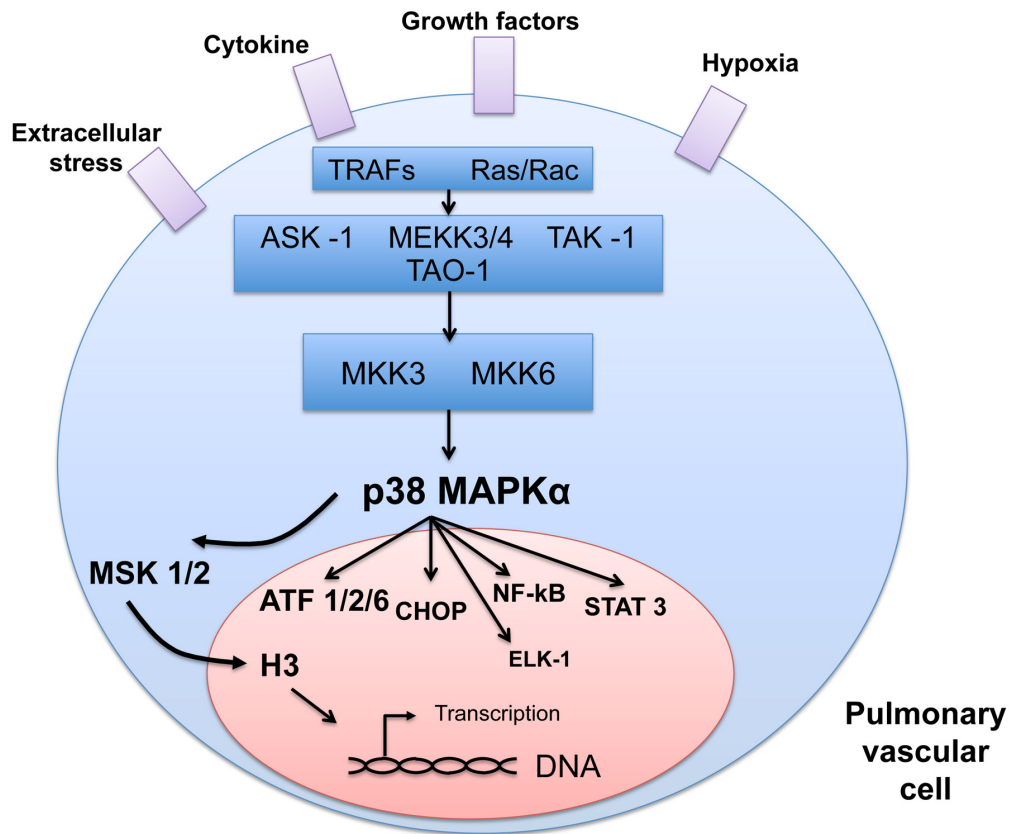 Growth factors
Cytokine
Hypoxia
Extracellular
stress
TRAFs Ras/Rac
ASK -1 MEKK3/4 TAK -1
TAO-1
MKK3 MKK6
p38 MAPKα
MSK 1/2
ATF 1/2/6
CHOP
NF-kB
STAT 3
ELK-1
H3
Transcription
DNA
Pulmonary
vascular
cell